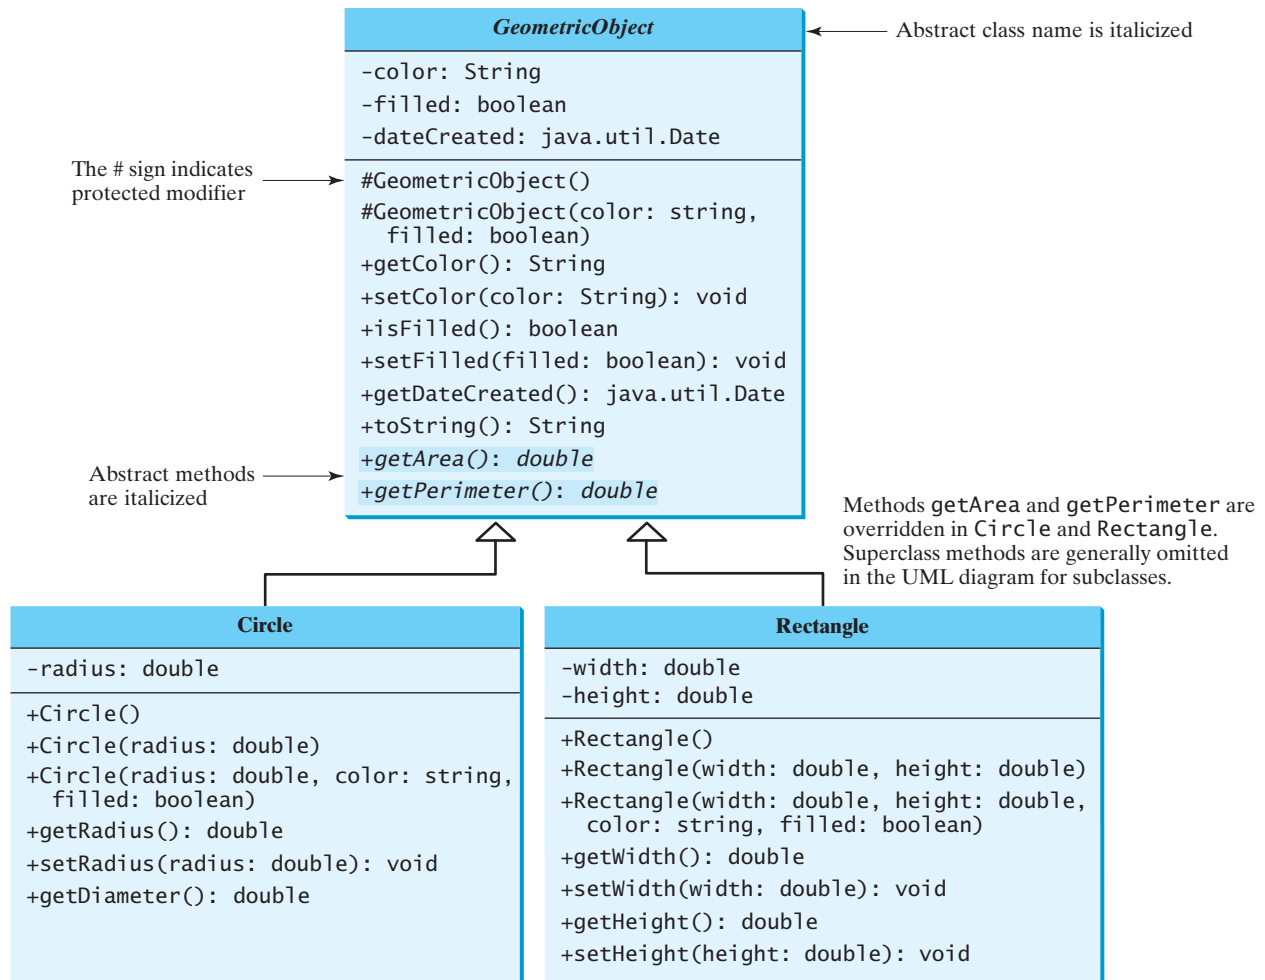 GeometricObject
Abstract class name is italicized
-color: String
-filled: boolean
-dateCreated: java.util.Date
The # sign indicates
protected modifier
#GeometricObject()
#GeometricObject(color: string,
filled: boolean)
+getColor(): String
+setColor(color: String): void
+isFilled(): boolean
+setFilled(filled: boolean): void
+getDateCreated(): java.util.Date
+toString(): String
+getArea(): double
+getPerimeter(): double
Abstract methods
are italicized
Methods getArea and getPerimeter are
overridden in Circle and Rectangle.
Superclass methods are generally omitted
in the UML diagram for subclasses.
Circle
-radius: double
+Circle()
+Circle(radius: double)
+Circle(radius: double, color: string,
filled: boolean)
+getRadius(): double
+setRadius(radius: double): void
+getDiameter(): double
Rectangle
-width: double
-height: double
+Rectangle()
+Rectangle(width: double, height: double)
+Rectangle(width: double, height: double,
color: string, filled: boolean)
+getWidth(): double
+setWidth(width: double): void
+getHeight(): double
+setHeight(height: double): void